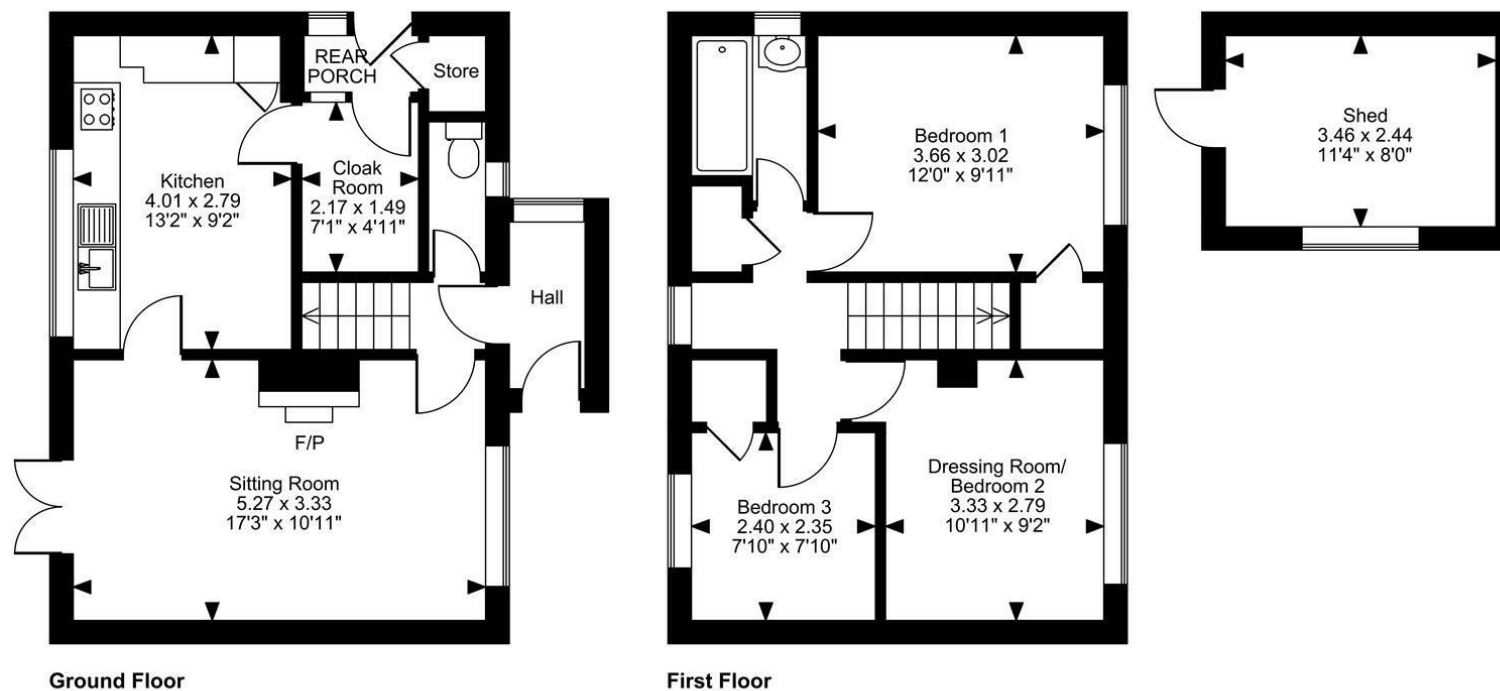 REAR
PORCH
Store
Kitchen
4.01 x 2.79
13'2" x 9'2"
Cloak
Room
2.17 x 1.49
7'1" x 4'11"
Hall
F/P
Sitting Room
5.27 x 3.33
17'3" x 10'11"
Ground Floor
Bedroom 1
3.66 x 3.02
12'0" x 9'11"
Bedroom 3
2.40 x 2.35
7'10" x 7'10"
Dressing Room/
Bedroom 2
3.33 x 2.79
10'11" x 9'2"
First Floor
Shed
3.46 x 2.44
11'4" x 8'0"